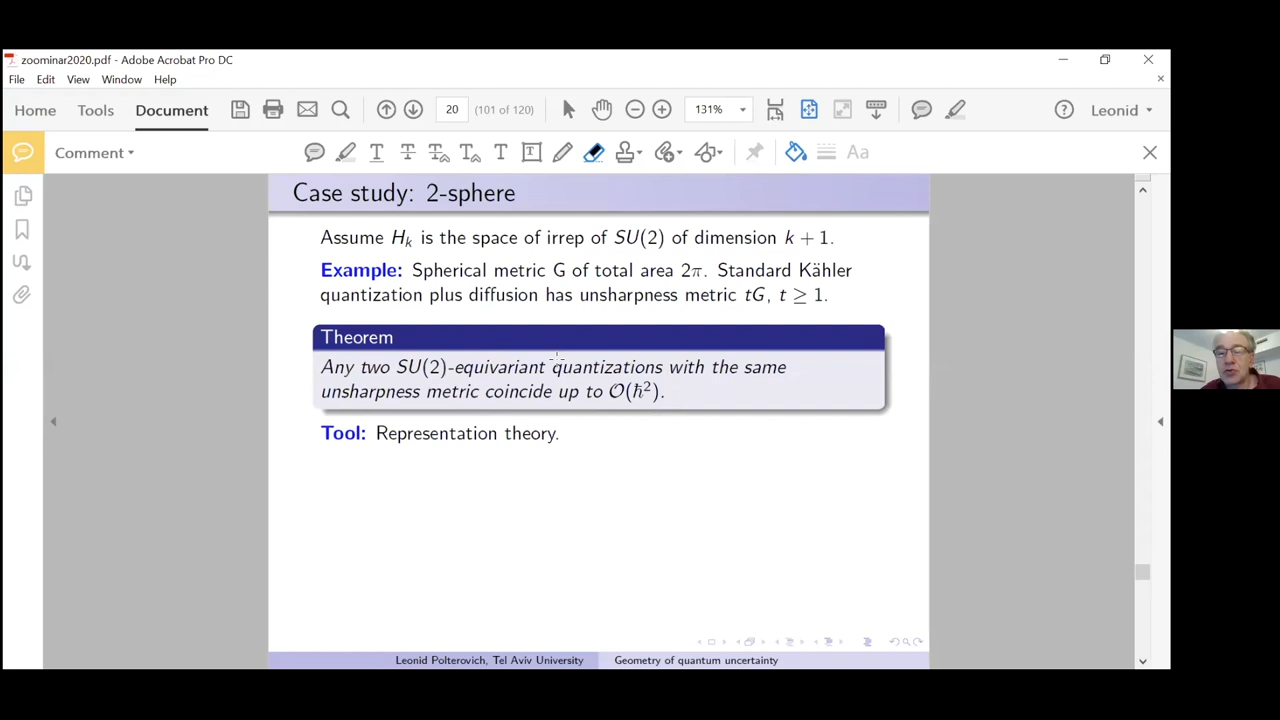 zoominar2020.pdf - Adobe Acrobat Pro DC
File Edit View Window Help
Home Tools Document 20 (101 of 120) 131% Leonid
Comment
Case study: 2-sphere
Assume Hₖ is the space of irrep of SU(2) of dimension k + 1.
Example: Spherical metric G of total area 2π. Standard Kähler
quantization plus diffusion has unsharpness metric tG, t ≥ 1.
Theorem
Any two SU(2)-equivariant quantizations with the same
unsharpness metric coincide up to O(ħ²).
Tool: Representation theory.
Leonid Polterovich, Tel Aviv University Geometry of quantum uncertainty